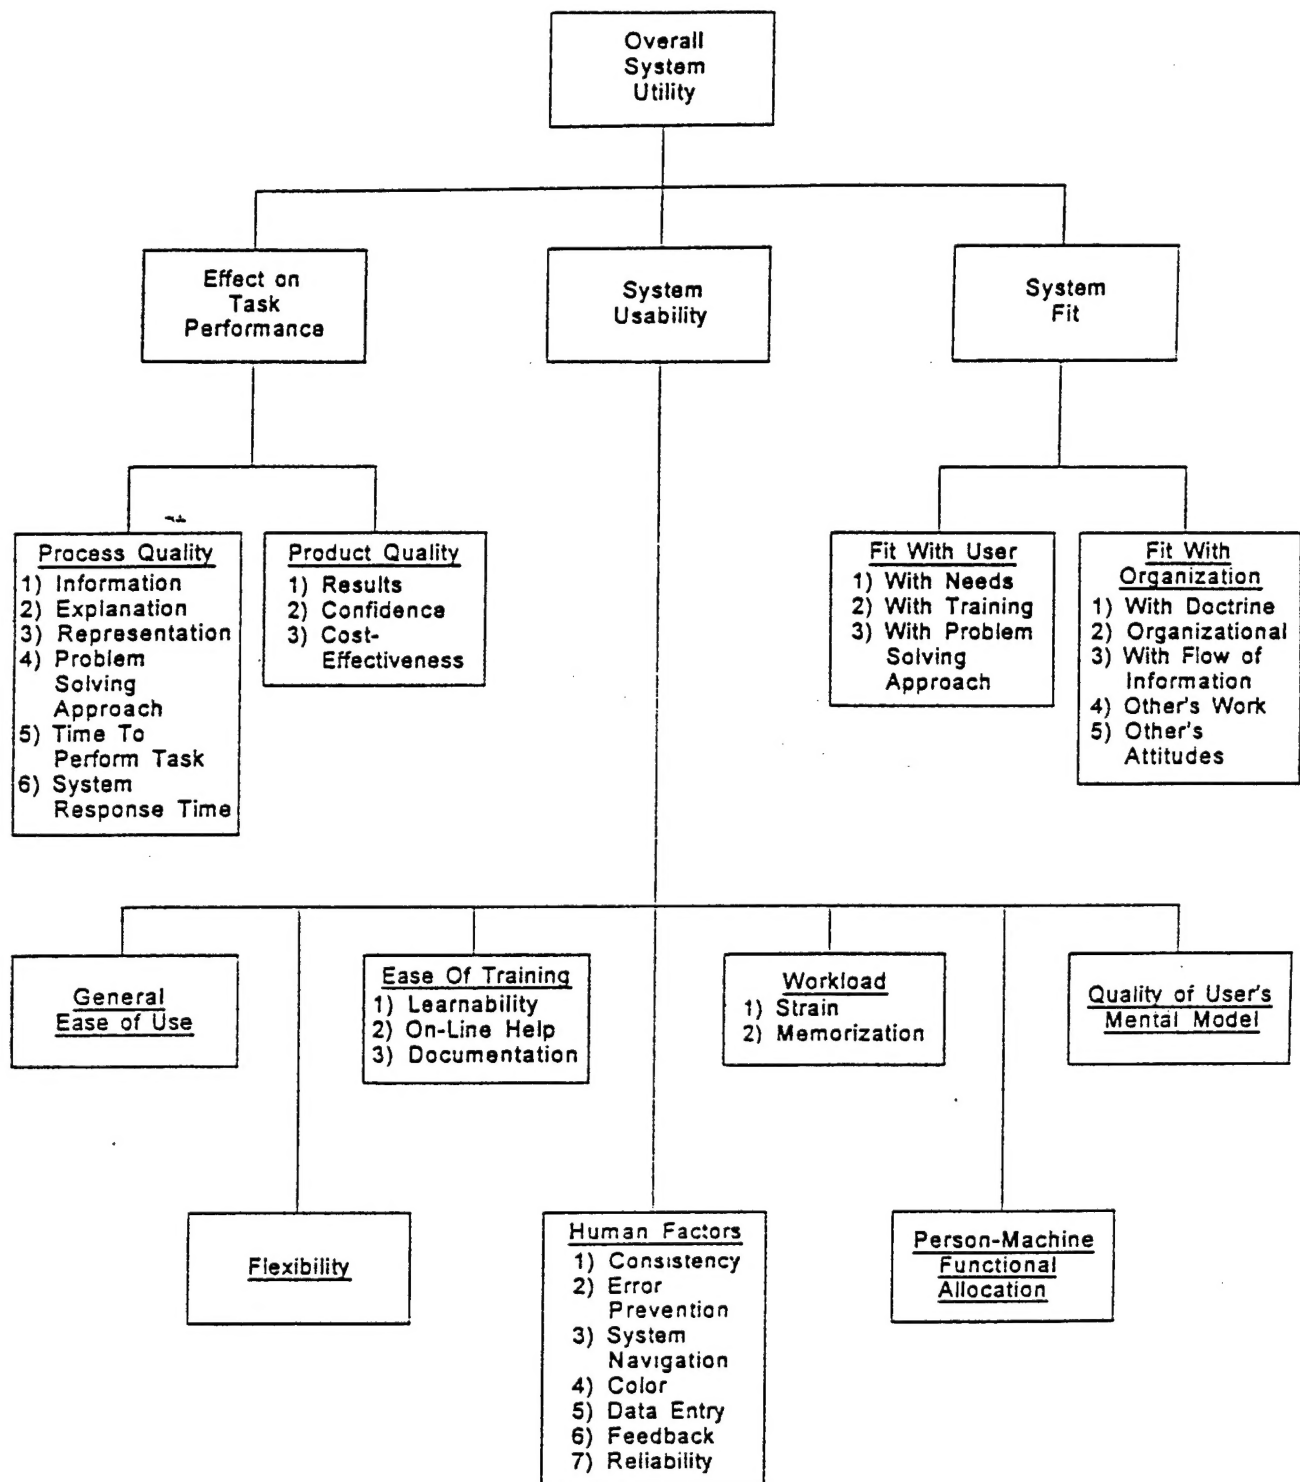 Overall
System
Utility
Effect on
Task
Performance
System
Usability
System
Fit
Process Quality
1) Information
2) Explanation
3) Representation
4) Problem
Solving
Approach
5) Time To
Perform Task
6) System
Response Time
Product Quality
1) Results
2) Confidence
3) Cost-
Effectiveness
Fit With User
1) With Needs
2) With Training
3) With Problem
Solving
Approach
Fit With
Organization
1) With Doctrine
2) Organizational
3) With Flow of
Information
4) Other's Work
5) Other's
Attitudes
General
Ease of Use
Ease Of Training
1) Learnability
2) On-Line Help
3) Documentation
Workload
1) Strain
2) Memorization
Quality of User's
Mental Model
Flexibility
Human Factors
1) Consistency
2) Error
Prevention
3) System
Navigation
4) Color
5) Data Entry
6) Feedback
7) Reliability
Person-Machine
Functional
Allocation